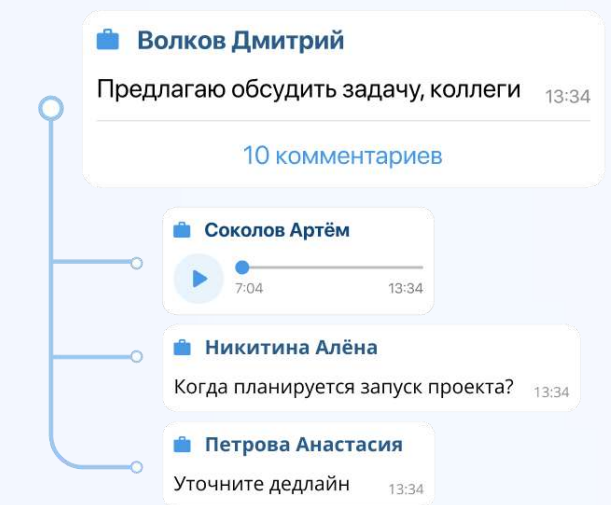 Волков Дмитрий
Предлагаю обсудить задачу, коллеги 13:34
10 комментариев
Соколов Артём
7:04 13:34
Никитина Алёна
Когда планируется запуск проекта? 13:34
Петрова Анастасия
Уточните дедлайн 13:34